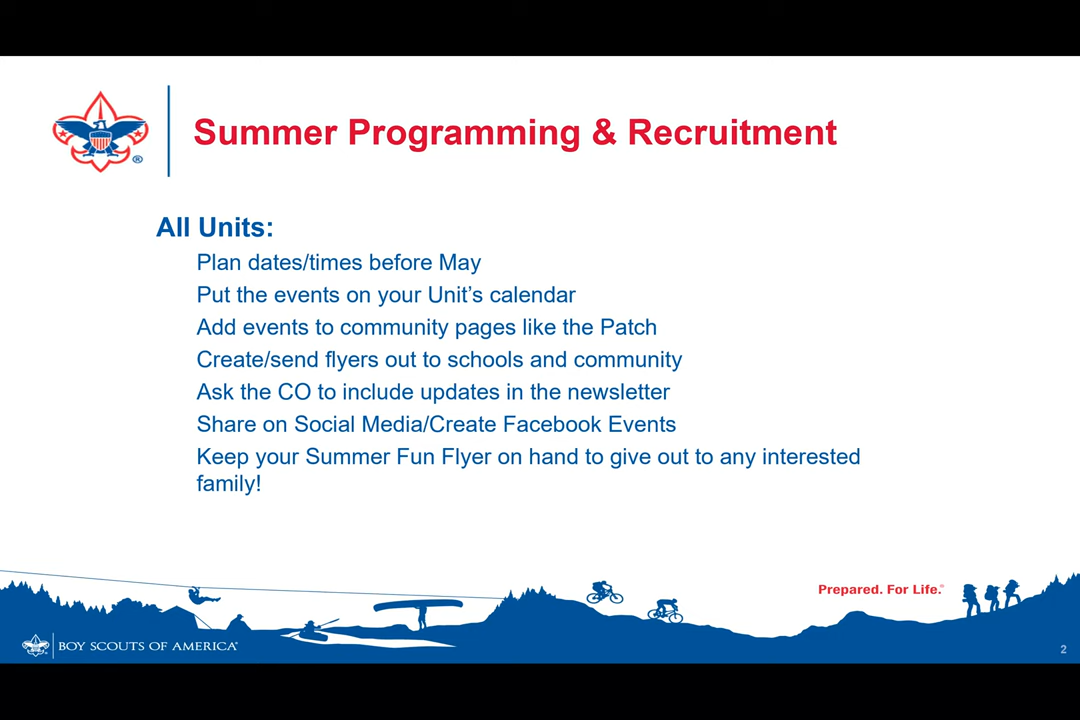 Summer Programming & Recruitment
All Units:
Plan dates/times before May
Put the events on your Unit's calendar
Add events to community pages like the Patch
Create/send flyers out to schools and community
Ask the CO to include updates in the newsletter
Share on Social Media/Create Facebook Events
Keep your Summer Fun Flyer on hand to give out to any interested
family!
Prepared. For Life.®
BOY SCOUTS OF AMERICA®
2